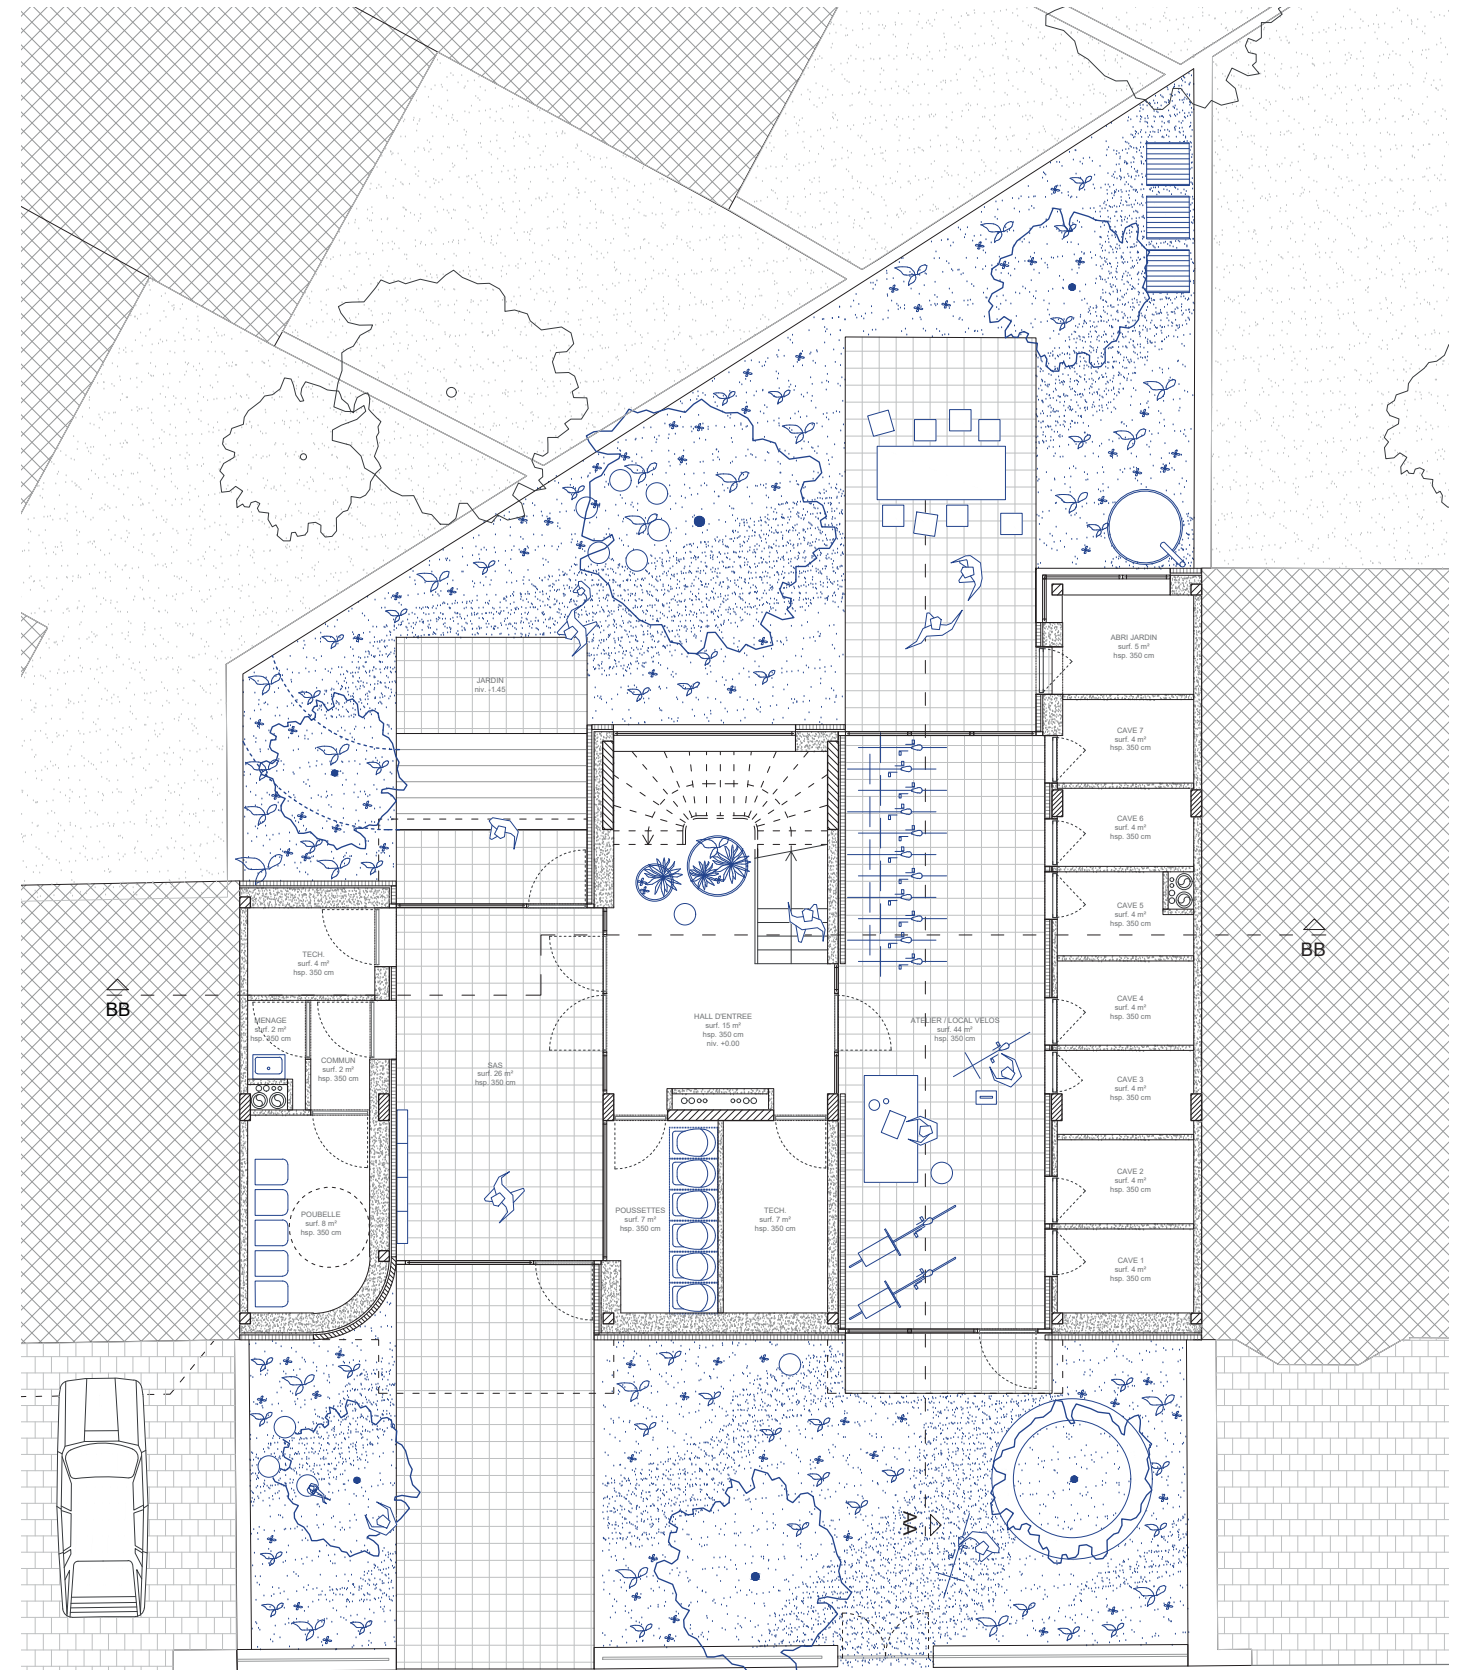 ABRI JARDIN
surf. 5 m²
hsp. 350 cm
JARDIN
niv. -1.45
CAVE 7
surf. 4 m²
hsp. 350 cm
CAVE 6
surf. 4 m²
hsp. 350 cm
CAVE 5
surf. 4 m²
hsp. 350 cm
TECH.
surf. 4 m²
hsp. 350 cm
BB
BB
CAVE 4
surf. 4 m²
hsp. 350 cm
MENAGE
surf. 2 m²
hsp. 350 cm
HALL D'ENTREE
surf. 15 m²
hsp. 350 cm
niv. +0.00
ATELIER / LOCAL VELOS
surf. 44 m²
hsp. 350 cm
COMMUN
surf. 2 m²
hsp. 350 cm
SAS
surf. 26 m²
hsp. 350 cm
CAVE 3
surf. 4 m²
hsp. 350 cm
CAVE 2
surf. 4 m²
hsp. 350 cm
POUBELLE
surf. 8 m²
hsp. 350 cm
POUSSETTES
surf. 7 m²
hsp. 350 cm
TECH.
surf. 7 m²
hsp. 350 cm
CAVE 1
surf. 4 m²
hsp. 350 cm
AA